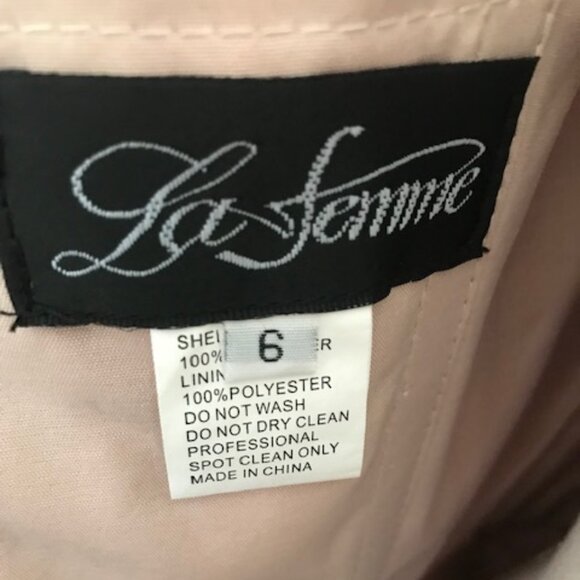 La Femme
6
100%
100%POLYESTER
DO NOT WASH
DO NOT DRY CLEAN
PROFESSIONAL
SPOT CLEAN ONLY
MADE IN CHINA